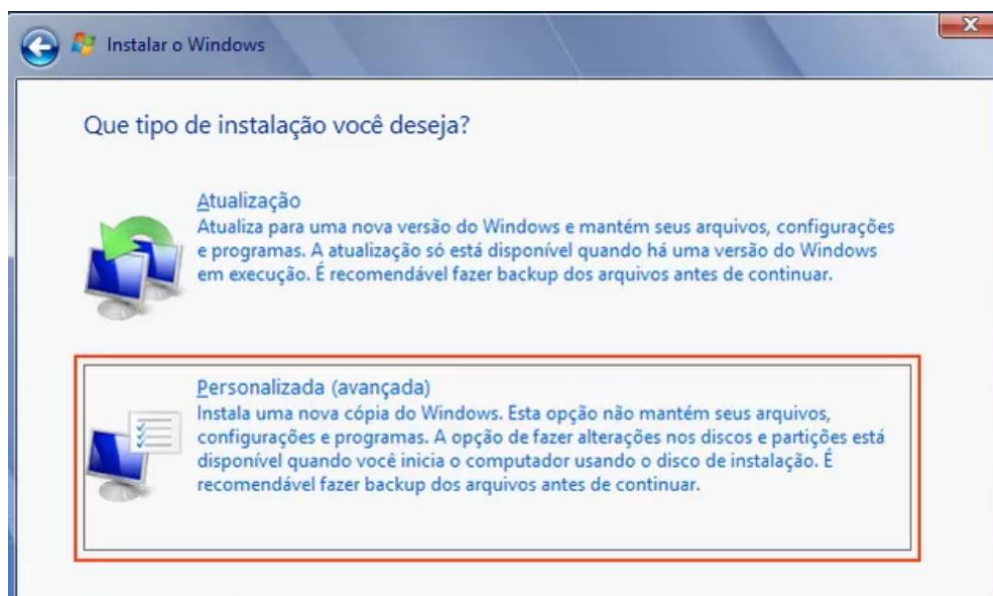 Instalar o Windows
Que tipo de instalação você deseja?
Atualização
Atualiza para uma nova versão do Windows e mantém seus arquivos, configurações
e programas. A atualização só está disponível quando há uma versão do Windows
em execução. É recomendável fazer backup dos arquivos antes de continuar.
Personalizada (avançada)
Instala uma nova cópia do Windows. Esta opção não mantém seus arquivos,
configurações e programas. A opção de fazer alterações nos discos e partições está
disponível quando você inicia o computador usando o disco de instalação. É
recomendável fazer backup dos arquivos antes de continuar.